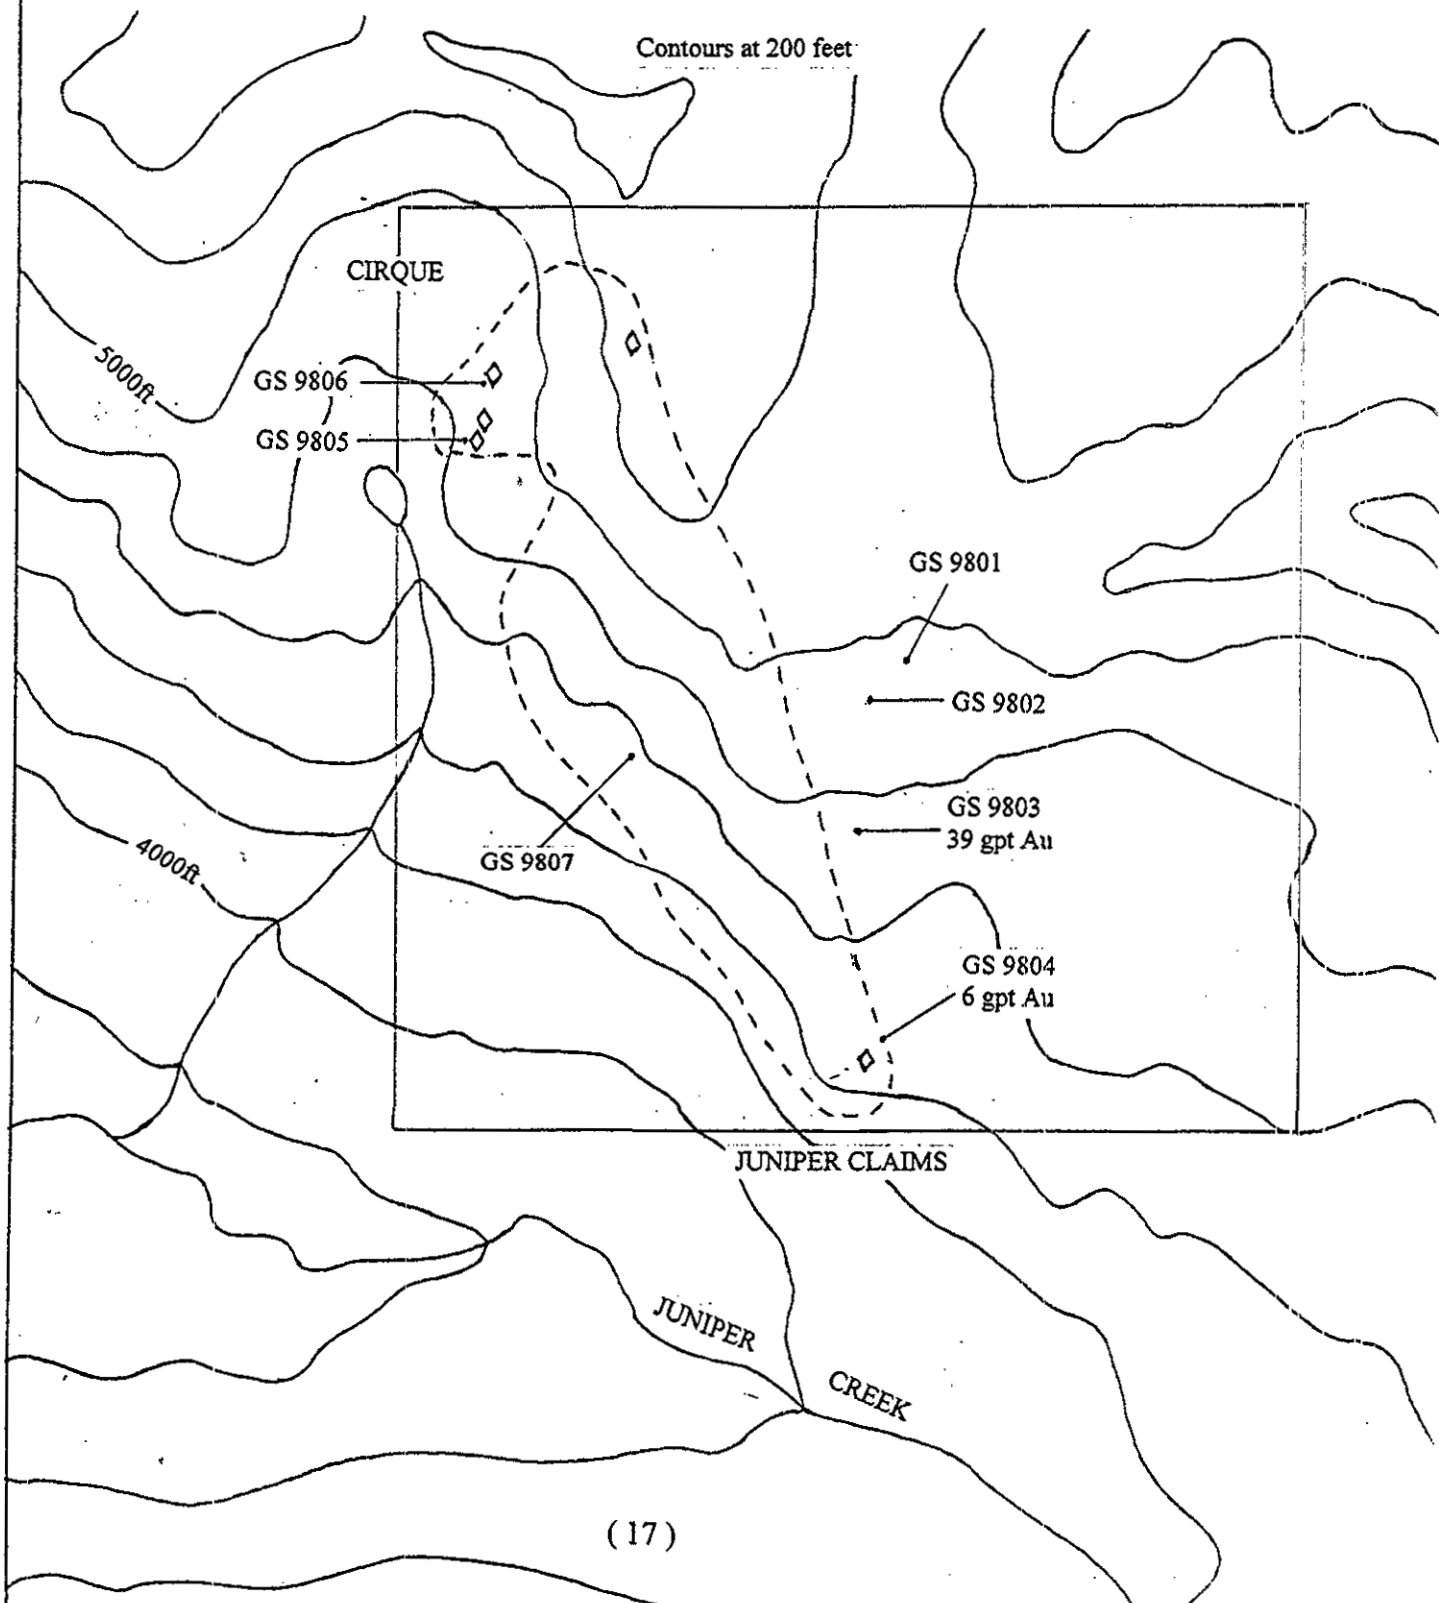 Contours at 200 feet
CIRQUE
5000ft
GS 9806
GS 9805
GS 9801
GS 9802
GS 9803
39 gpt Au
4000ft
GS 9807
GS 9804
6 gpt Au
JUNIPER CLAIMS
JUNIPER
CREEK
( 17 )